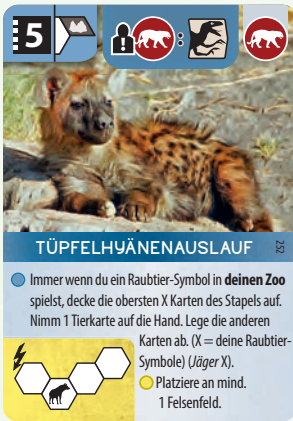 5
:
TÜPFELHYÄNENAUSLAUF
252
Immer wenn du ein Raubtier-Symbol in deinen Zoo
spielst, decke die obersten X Karten des Stapels auf.
Nimm 1 Tierkarte auf die Hand. Lege die anderen
Karten ab. (X = deine Raubtier-
Symbole) (Jäger X).
Platziere an mind.
1 Felsenfeld.